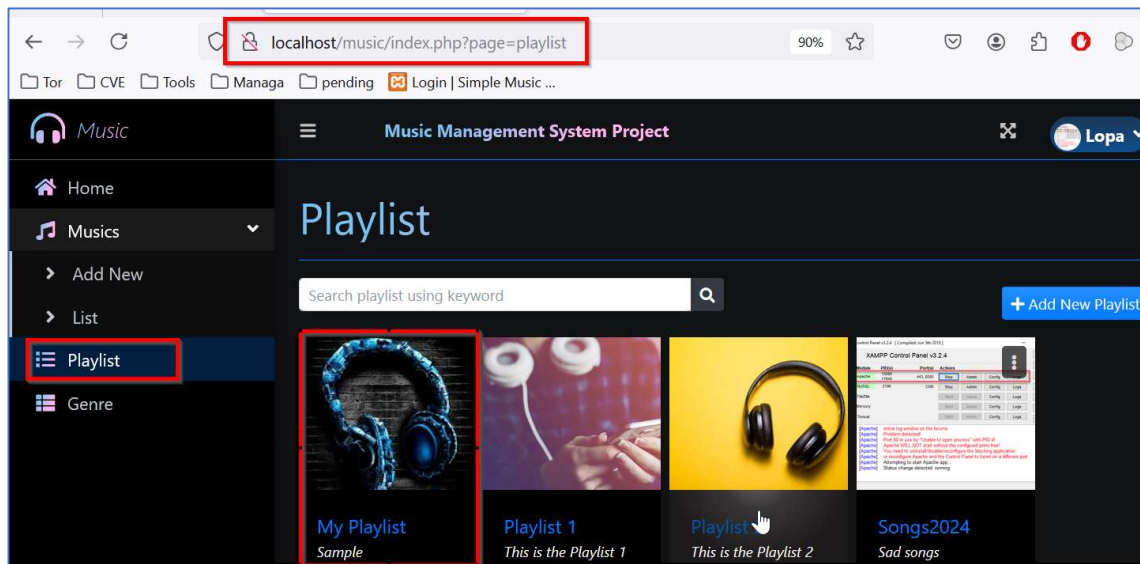 localhost/music/index.php?page=playlist
90%
Tor CVE Tools Managa pending Login | Simple Music ...
Music
Music Management System Project
Lopa
Home
Musics
Add New
List
Playlist
Genre
Playlist
Search playlist using keyword
Add New Playlist
XAMPP Control Panel v3.2.4
My Playlist
Sample
Playlist 1
This is the Playlist 1
Playlist
This is the Playlist 2
Songs2024
Sad songs